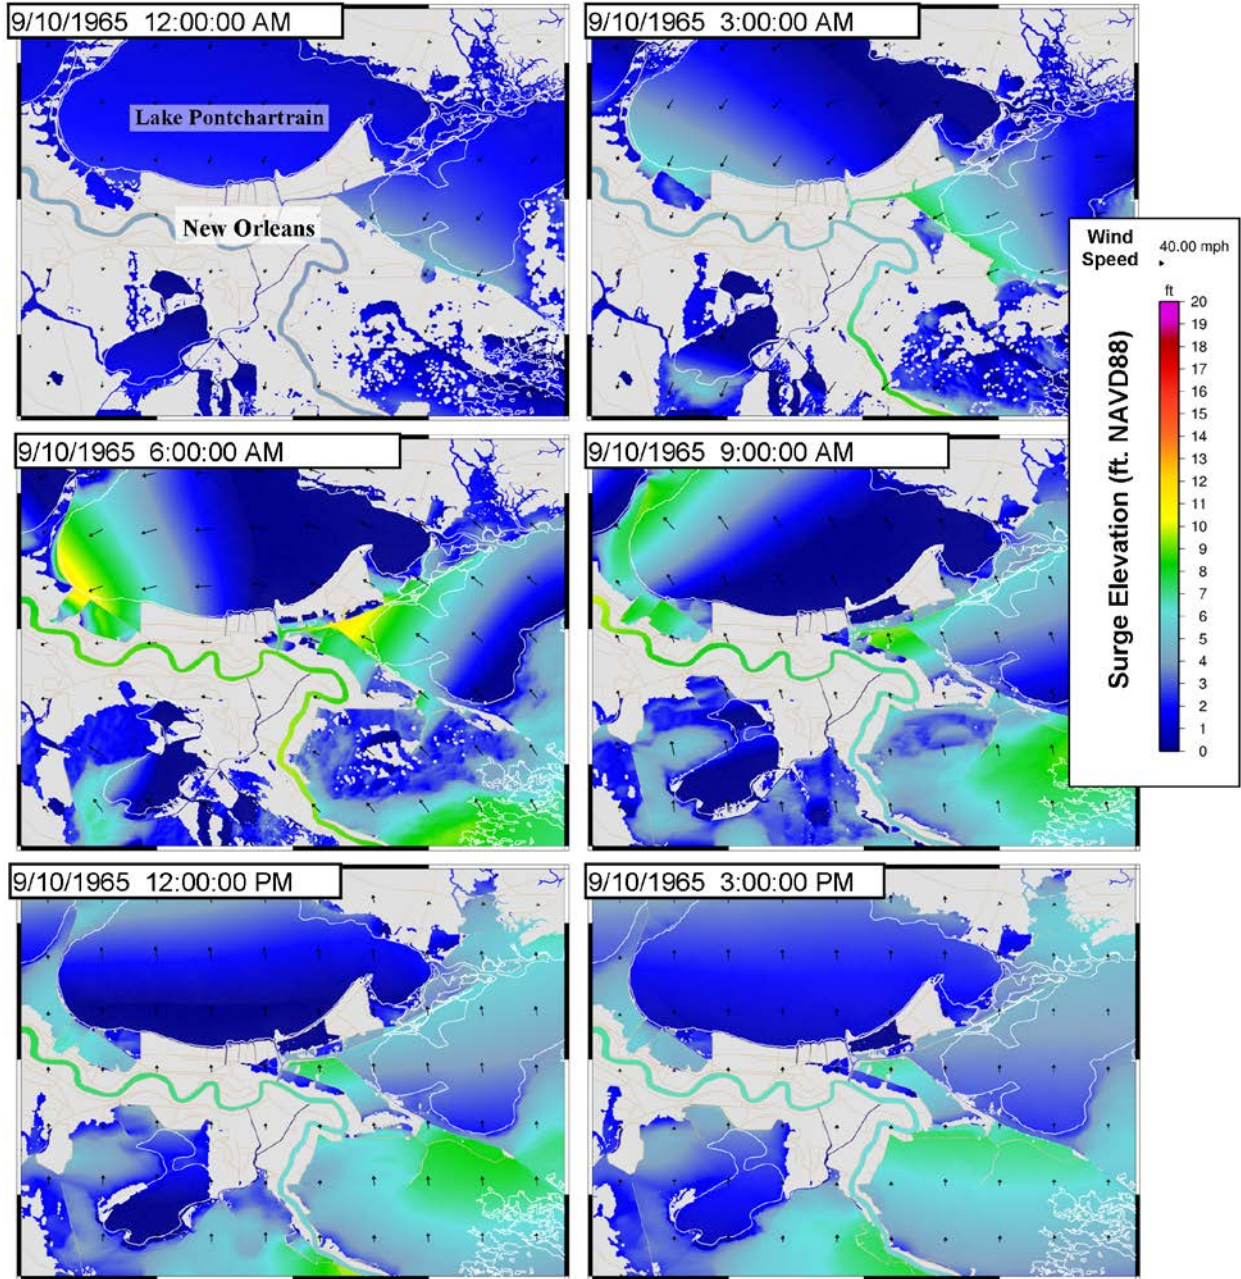 9/10/1965 12:00:00 AM
9/10/1965 3:00:00 AM
Lake Pontchartrain
New Orleans
Wind
Speed
40.00 mph
ft
20
19
18
17
16
15
14
13
12
11
10
9
8
7
6
5
4
3
2
1
0
Surge Elevation (ft. NAVD88)
9/10/1965 6:00:00 AM
9/10/1965 9:00:00 AM
9/10/1965 12:00:00 PM
9/10/1965 3:00:00 PM